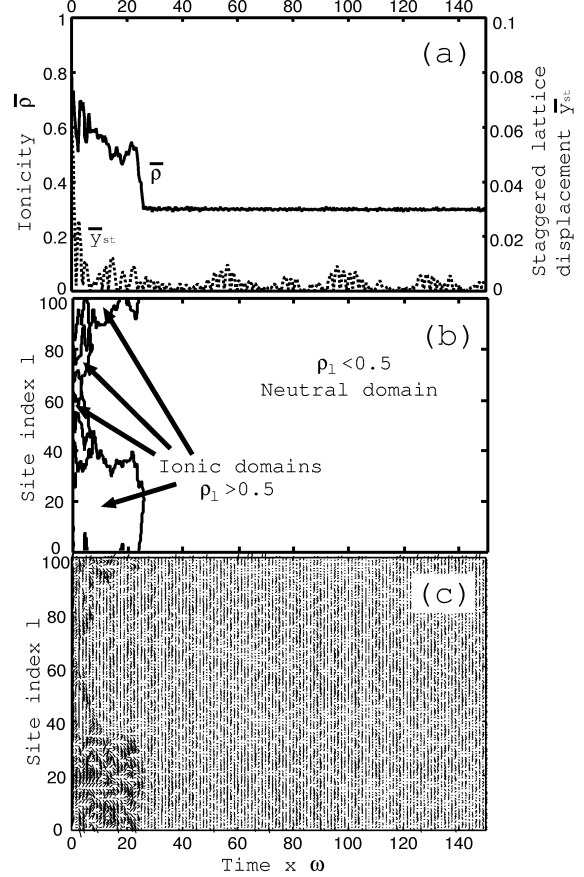 0 20 40 60 80 100 120 140
(a)
1
0.8
0.6
0.4
0.2
0
Ionicity ρ̅
0.1
0.08
0.06
0.04
0.02
0
Staggered lattice
displacement y̅st
ρ̅
y̅st
(b)
100
80
60
40
20
0
Site index l
ρl<0.5
Neutral domain
Ionic domains
ρl>0.5
(c)
100
80
60
40
20
0
Site index l
0 20 40 60 80 100 120 140
Time x ω